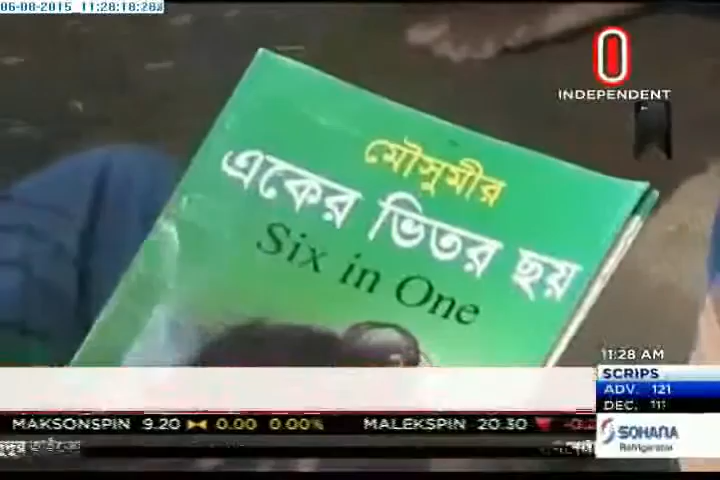 06-08-2015 11:28:18:28
INDEPENDENT
মৌসুমীর
একের ভিতর ছয়
Six in One
11:28 AM
SCRIPS
ADV. 121
DEC.
MAKSONSPIN 9.20 0.00 0.00% MALEKSPIN 20.30
SOHANA
Refrigerator